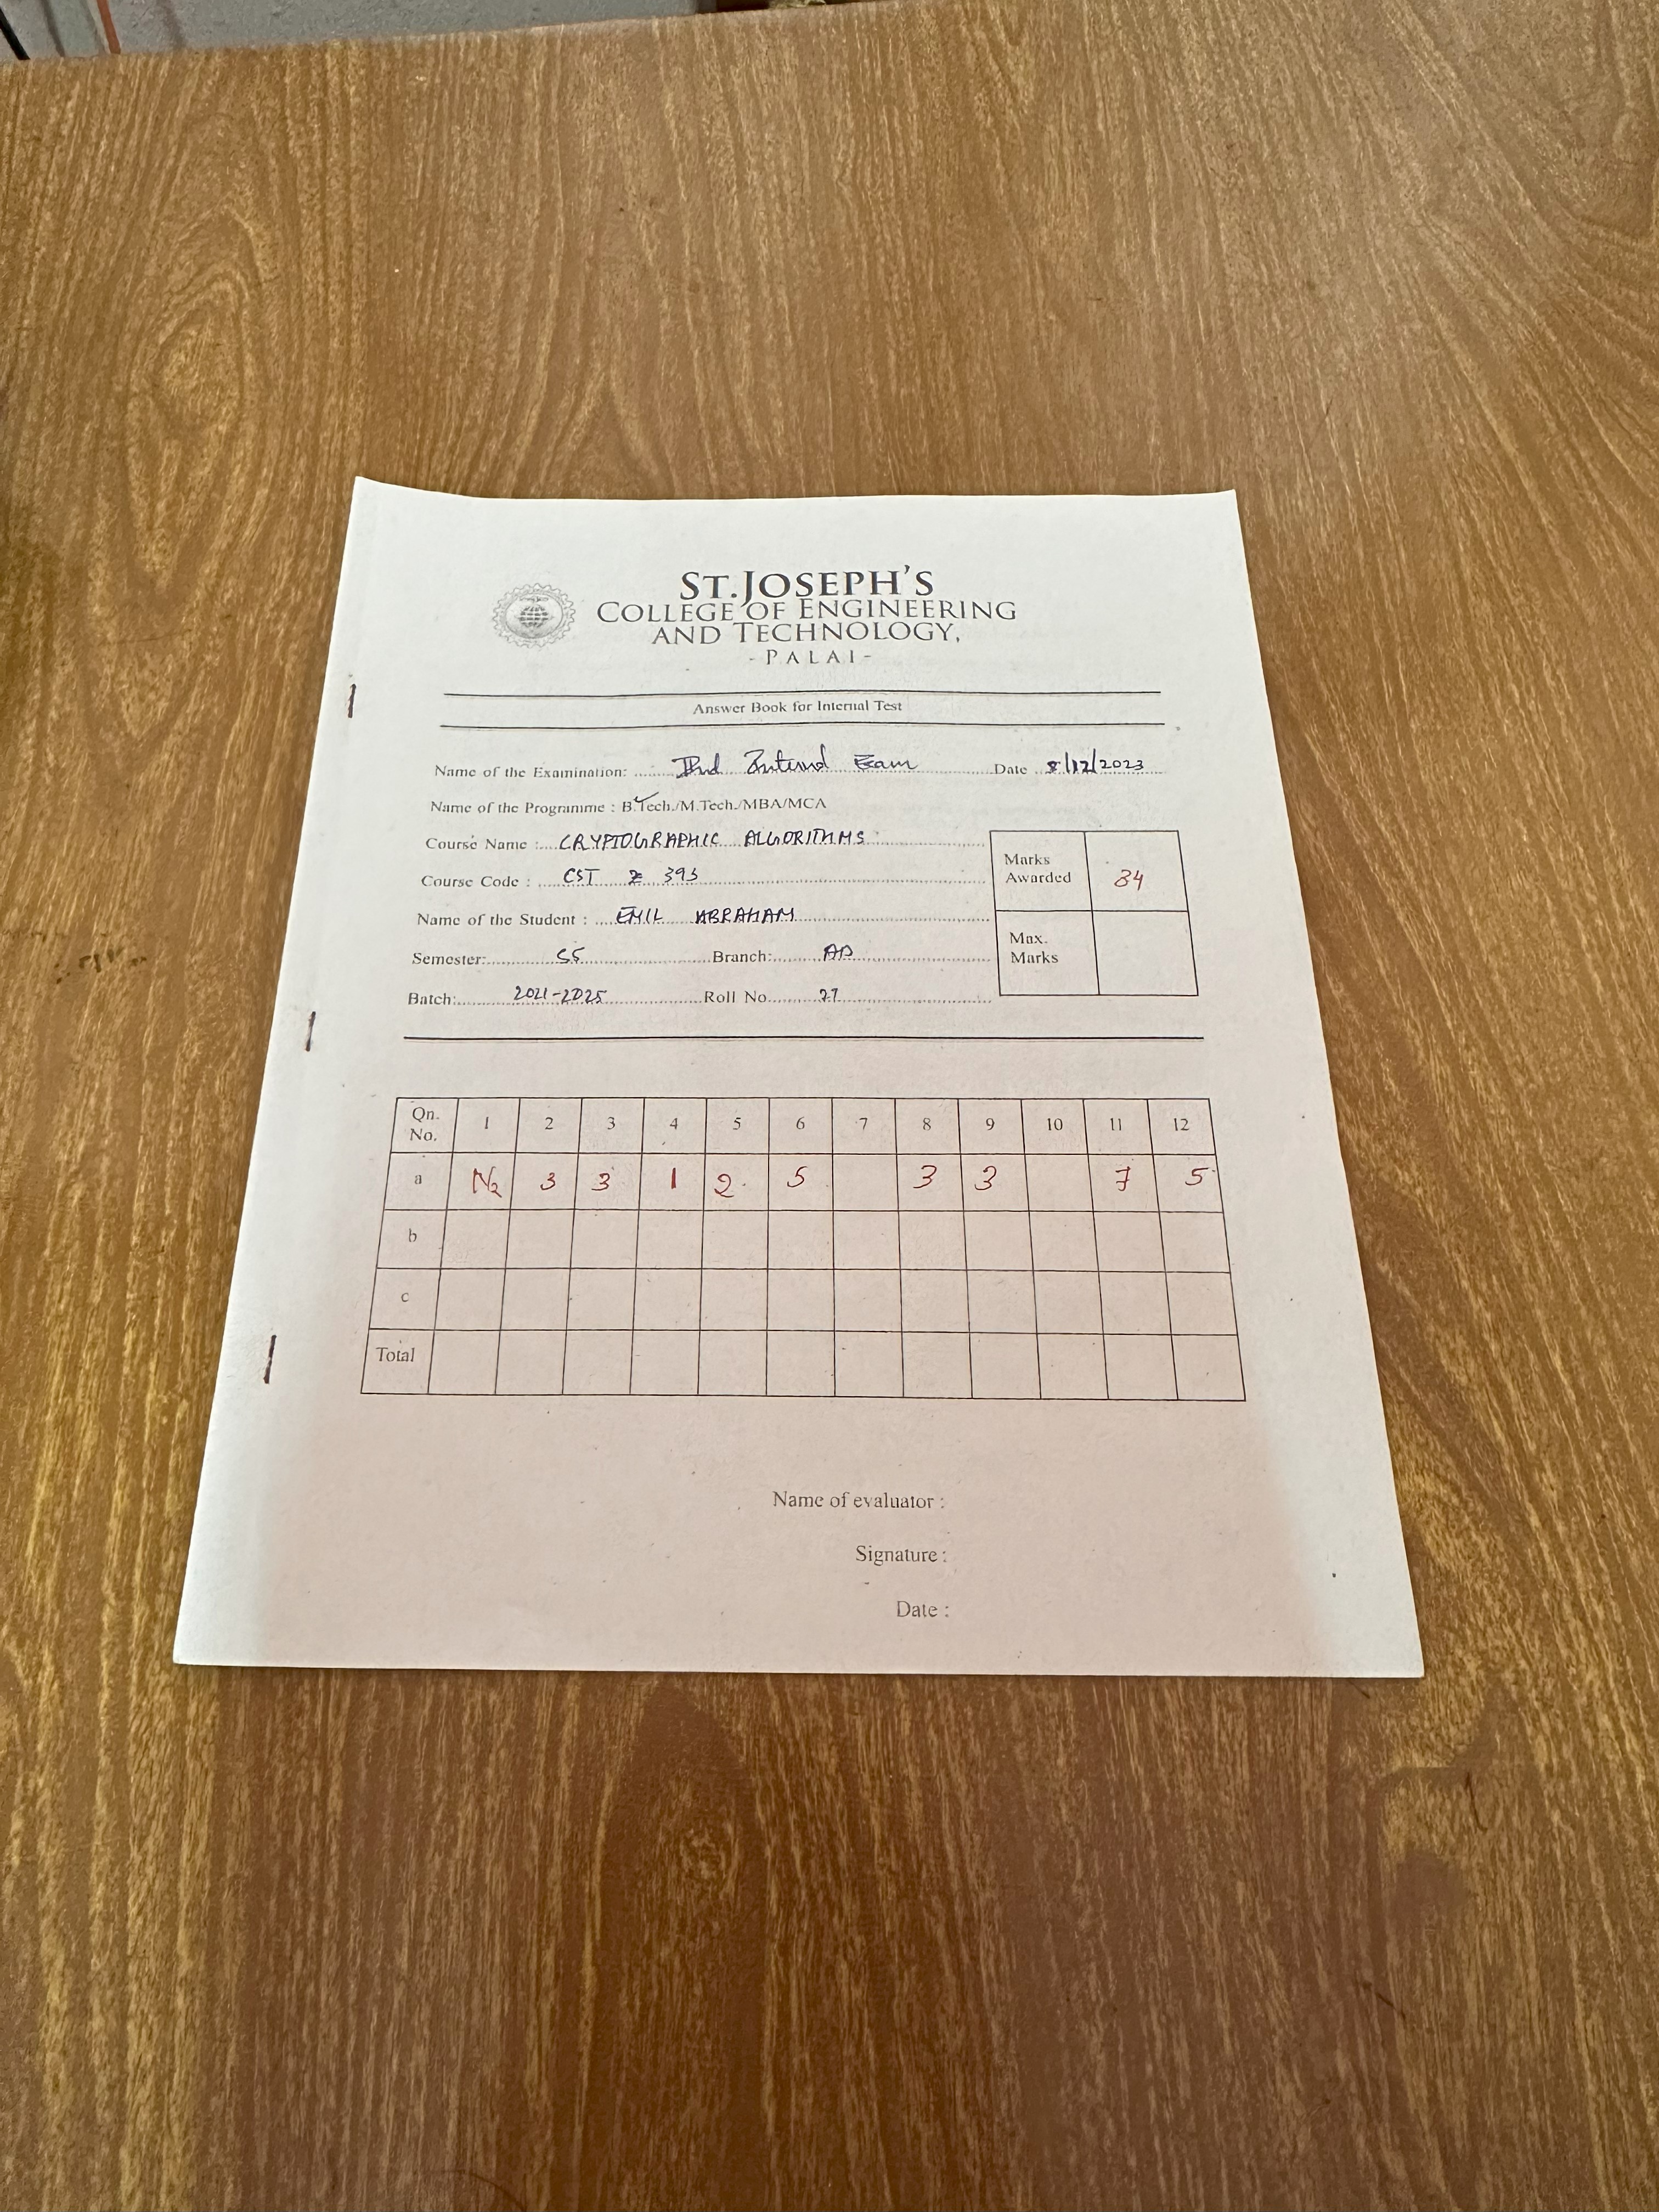 ST.JOSEPH'S
COLLEGE OF ENGINEERING
AND TECHNOLOGY,
-PALAI-
Answer Book for Internal Test
Name of the Examination: IInd Internal Exam Date 8/12/2023
Name of the Programme : B.Tech./M.Tech./MBA/MCA
Course Name : CRYPTOGRAPHIC ALGORITHMS
Marks Awarded 34
Course Code : CST 393
Name of the Student : EMIL ABRAHAM
Max. Marks
Semester: S5 Branch: AD
Batch: 2021-2025 Roll No. 27
Qn. No. 1 2 3 4 5 6 7 8 9 10 11 12
a N2 3 3 1 2 5 3 3 7 5
b
c
Total
Name of evaluator :
Signature :
Date :